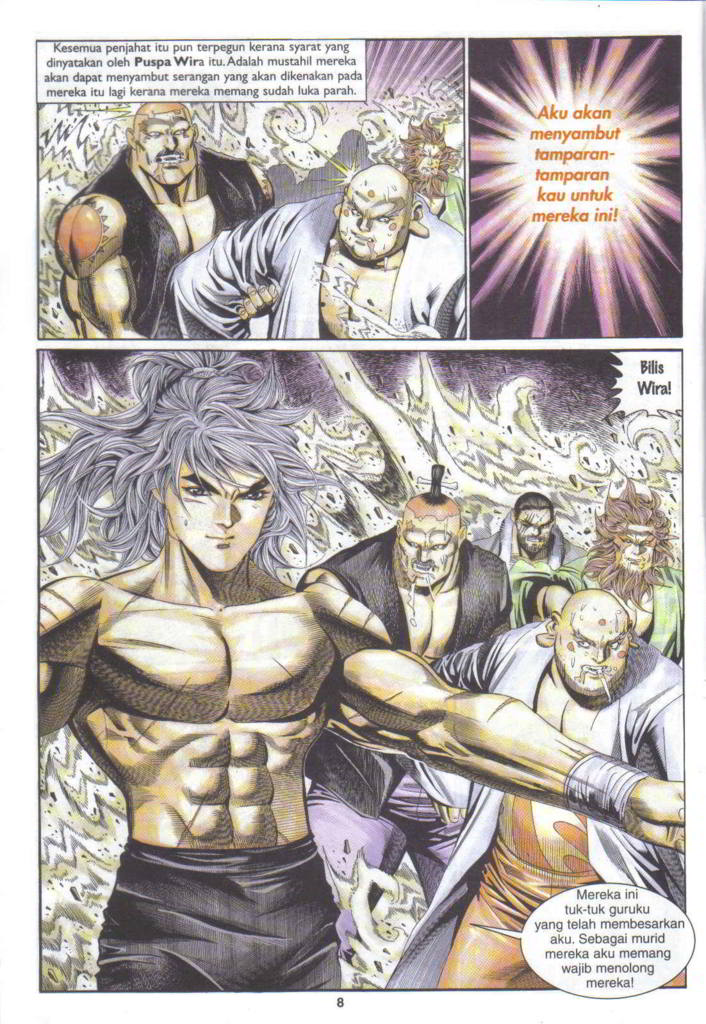 Kesemua penjahat itu pun terpegun kerana syarat yang
dinyatakan oleh Puspa Wira itu. Adalah mustahil mereka
akan dapat menyambut serangan yang akan dikenakan pada
mereka itu lagi kerana mereka memang sudah luka parah.
Aku akan
menyambut
tamparan-
tamparan
kau untuk
mereka ini!
Bilis
Wira!
Mereka ini
tuk-tuk guruku
yang telah membesarkan
aku. Sebagai murid
mereka aku memang
wajib menolong
mereka!
8